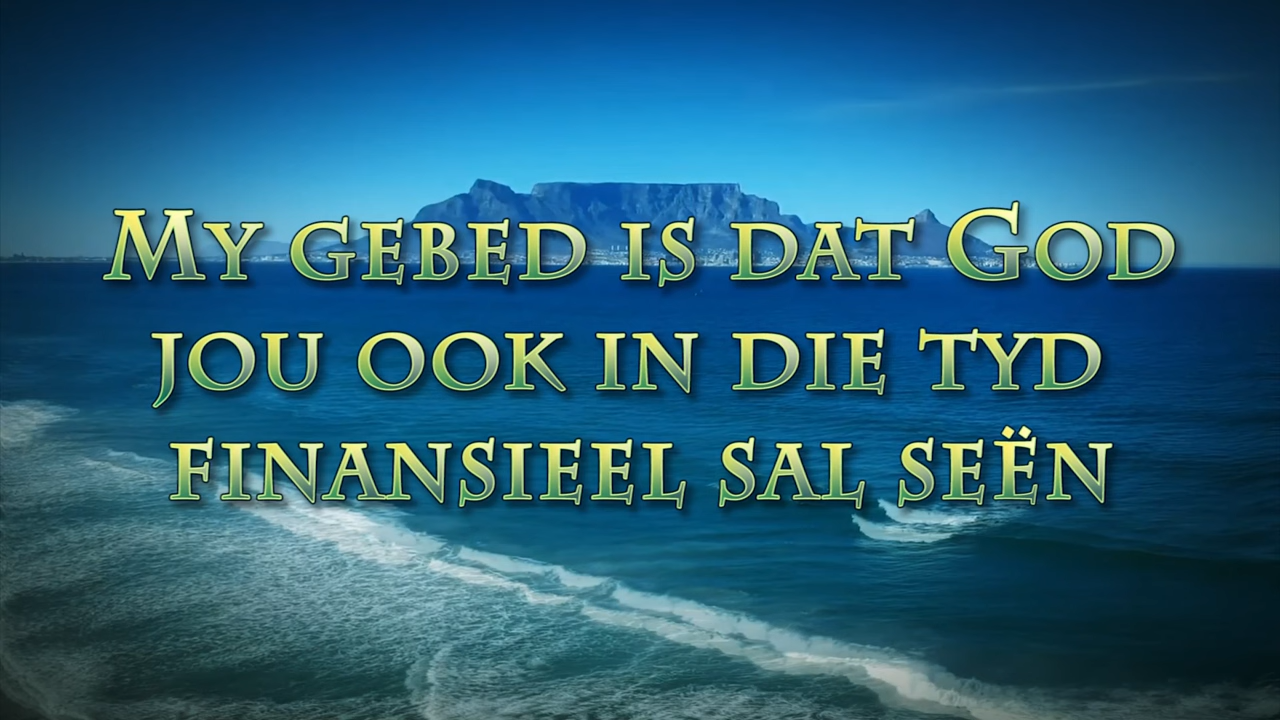 My gebed is dat God
jou ook in die tyd
finansieel sal seën